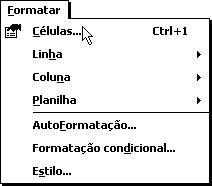 Formatar
Células... Ctrl+1
Linha
Coluna
Planilha
AutoFormatação...
Formatação condicional...
Estilo...